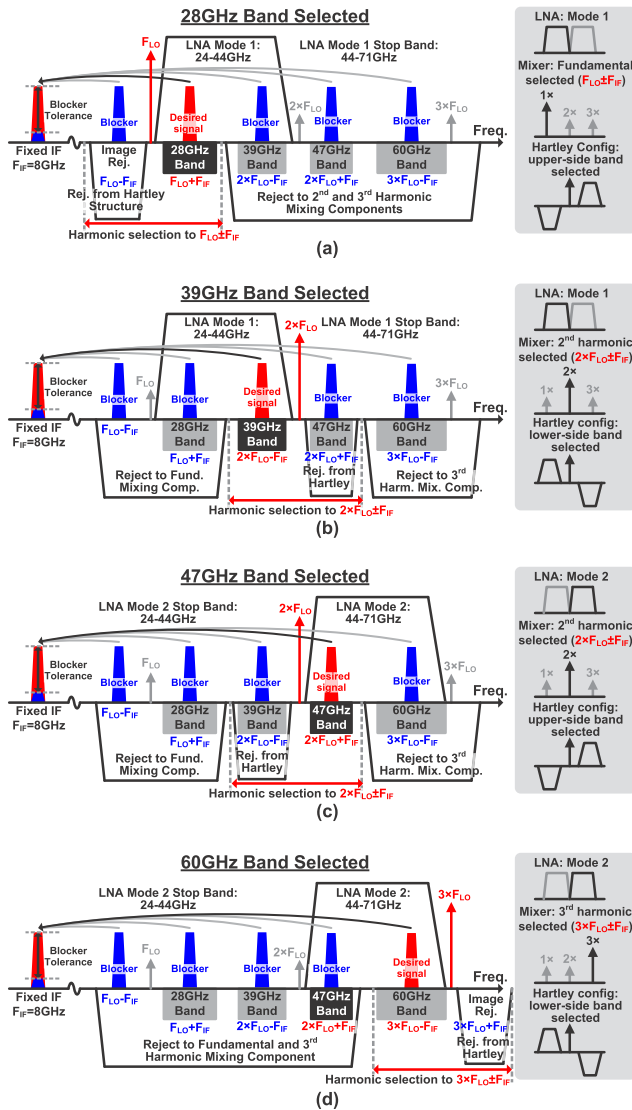 28GHz Band Selected
LNA Mode 1:
24-44GHz
LNA Mode 1 Stop Band:
44-71GHz
F_LO
2×F_LO
3×F_LO
Blocker
Tolerance
Blocker
Desired
signal
Blocker
Blocker
Blocker
Freq.
Fixed IF
F_IF=8GHz
Image
Rej.
F_LO-F_IF
28GHz
Band
F_LO+F_IF
39GHz
Band
2×F_LO-F_IF
47GHz
Band
2×F_LO+F_IF
60GHz
Band
3×F_LO-F_IF
Rej. from Hartley
Structure
Reject to 2nd and 3rd Harmonic
Mixing Components
Harmonic selection to F_LO±F_IF
(a)
LNA: Mode 1
Mixer: Fundamental
selected (F_LO±F_IF)
1×
2×
3×
Hartley Config:
upper-side band
selected
39GHz Band Selected
LNA Mode 1:
24-44GHz
LNA Mode 1 Stop Band:
44-71GHz
2×F_LO
F_LO
3×F_LO
Blocker
Tolerance
Blocker
Blocker
Desired
signal
Blocker
Blocker
Freq.
Fixed IF
F_IF=8GHz
F_LO-F_IF
28GHz
Band
F_LO+F_IF
39GHz
Band
2×F_LO-F_IF
47GHz
Band
2×F_LO+F_IF
60GHz
Band
3×F_LO-F_IF
Reject to Fund.
Mixing Comp.
Rej. from
Hartley
Reject to 3rd
Harm. Mix. Comp.
Harmonic selection to 2×F_LO±F_IF
(b)
LNA: Mode 1
Mixer: 2nd harmonic
selected (2×F_LO±F_IF)
2×
1×
3×
Hartley config:
lower-side band
selected
47GHz Band Selected
LNA Mode 2 Stop Band:
24-44GHz
LNA Mode 2:
44-71GHz
2×F_LO
F_LO
3×F_LO
Blocker
Tolerance
Blocker
Blocker
Blocker
Desired
signal
Blocker
Freq.
Fixed IF
F_IF=8GHz
F_LO-F_IF
28GHz
Band
F_LO+F_IF
39GHz
Band
2×F_LO-F_IF
47GHz
Band
2×F_LO+F_IF
60GHz
Band
3×F_LO-F_IF
Reject to Fund.
Mixing Comp.
Rej. from
Hartley
Reject to 3rd
Harm. Mix. Comp.
Harmonic selection to 2×F_LO±F_IF
(c)
LNA: Mode 2
Mixer: 2nd harmonic
selected (2×F_LO±F_IF)
2×
1×
3×
Hartley Config:
upper-side band
selected
60GHz Band Selected
LNA Mode 2 Stop Band:
24-44GHz
LNA Mode 2:
44-71GHz
3×F_LO
F_LO
2×F_LO
Blocker
Tolerance
Blocker
Blocker
Blocker
Blocker
Desired
signal
Freq.
Fixed IF
F_IF=8GHz
F_LO-F_IF
28GHz
Band
F_LO+F_IF
39GHz
Band
2×F_LO-F_IF
47GHz
Band
2×F_LO+F_IF
60GHz
Band
3×F_LO-F_IF
Image
Rej.
3×F_LO+F_IF
Rej. from
Hartley
Reject to Fundamental and 3rd
Harmonic Mixing Component
Harmonic selection to 3×F_LO±F_IF
(d)
LNA: Mode 2
Mixer: 3rd harmonic
selected (3×F_LO±F_IF)
3×
1×
2×
Hartley config:
lower-side band
selected